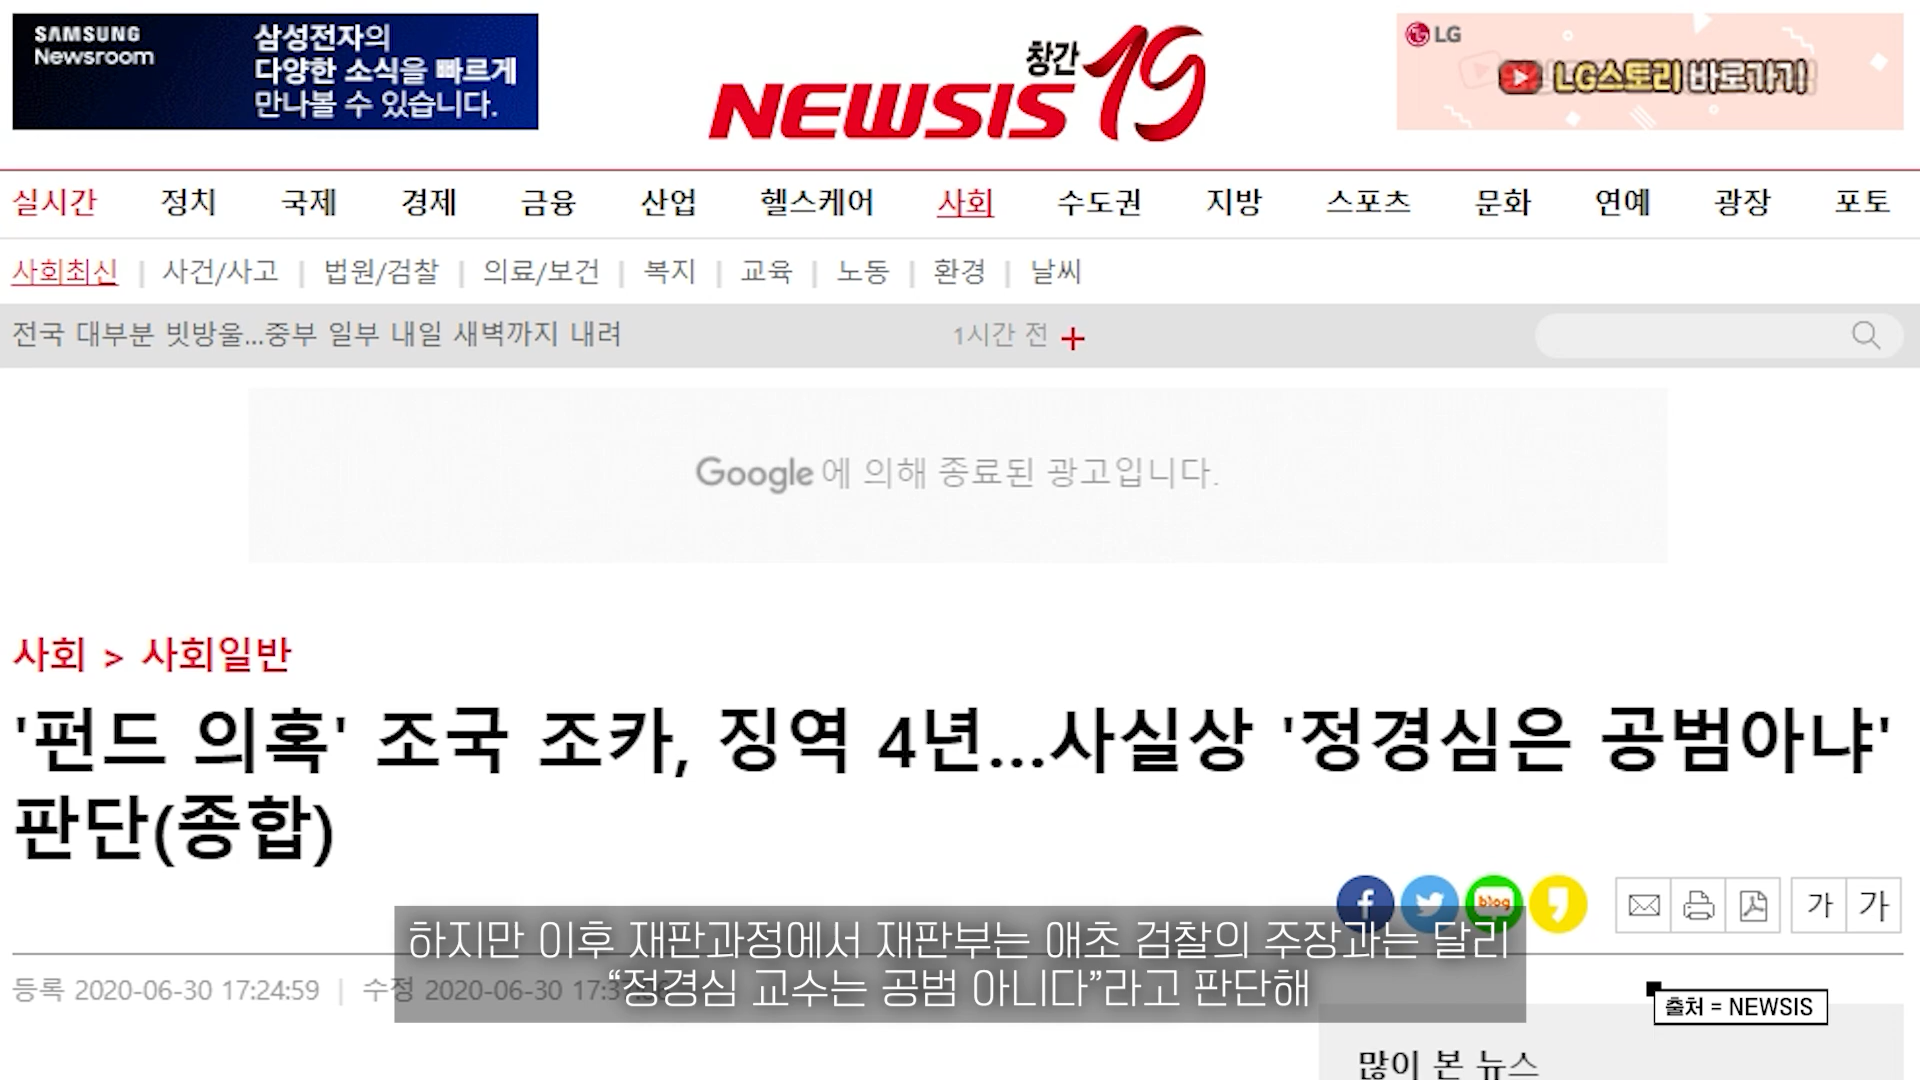 SAMSUNG
Newsroom
삼성전자의
다양한 소식을 빠르게
만나볼 수 있습니다.
창간 19
NEWSIS
LG
LG스토리 바로가기!
실시간 정치 국제 경제 금융 산업 헬스케어 사회 수도권 지방 스포츠 문화 연예 광장 포토
사회최신 | 사건/사고 | 법원/검찰 | 의료/보건 | 복지 | 교육 | 노동 | 환경 | 날씨
전국 대부분 빗방울...중부 일부 내일 새벽까지 내려 1시간 전 +
Google에 의해 종료된 광고입니다.
사회 > 사회일반
'펀드 의혹' 조국 조카, 징역 4년...사실상 '정경심은 공범아냐'
판단(종합)
blog
가 가
하지만 이후 재판과정에서 재판부는 애초 검찰의 주장과는 달리
“정경심 교수는 공범 아니다”라고 판단해
등록 2020-06-30 17:24:59 | 수정 2020-06-30
출처 = NEWSIS
많이 본 뉴스